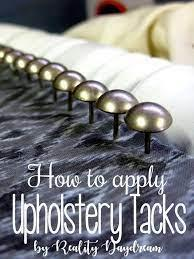 How to apply
Upholstery Tacks
by Reality Daydream